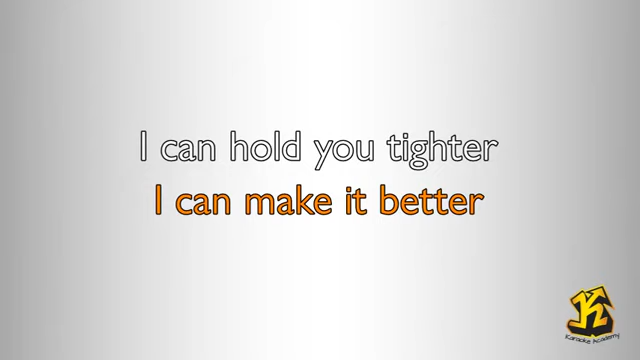 I can hold you tighter
I can make it better
K
Karaoke Academy